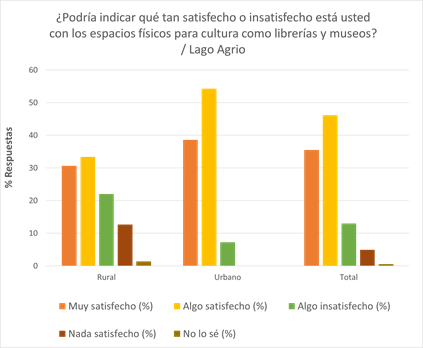 ¿Podría indicar qué tan satisfecho o insatisfecho está usted
con los espacios físicos para cultura como librerías y museos?
/ Lago Agrio
% Respuestas
60
50
40
30
20
10
0
Rural
Urbano
Total
Muy satisfecho (%)
Algo satisfecho (%)
Algo insatisfecho (%)
Nada satisfecho (%)
No lo sé (%)